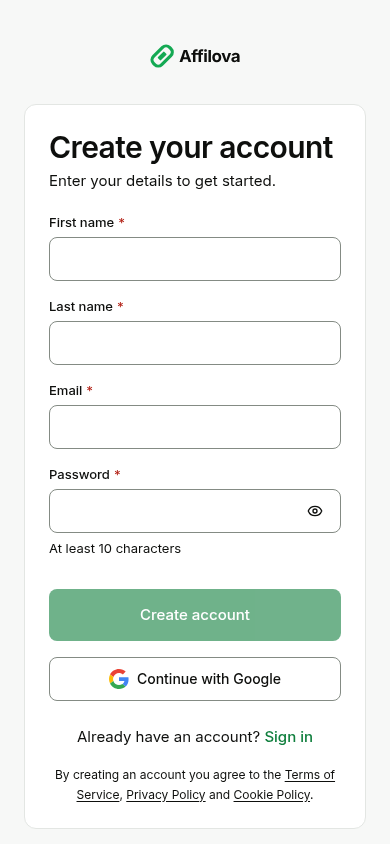 Affilova
Create your account
Enter your details to get started.
First name *
Last name *
Email *
Password *
At least 10 characters
Create account
Continue with Google
Already have an account? Sign in
By creating an account you agree to the Terms of
Service, Privacy Policy and Cookie Policy.